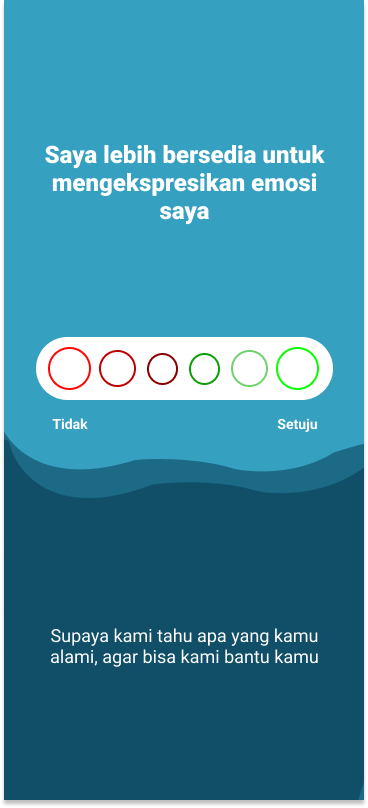 Saya lebih bersedia untuk
mengekspresikan emosi
saya
Tidak
Setuju
Supaya kami tahu apa yang kamu
alami, agar bisa kami bantu kamu